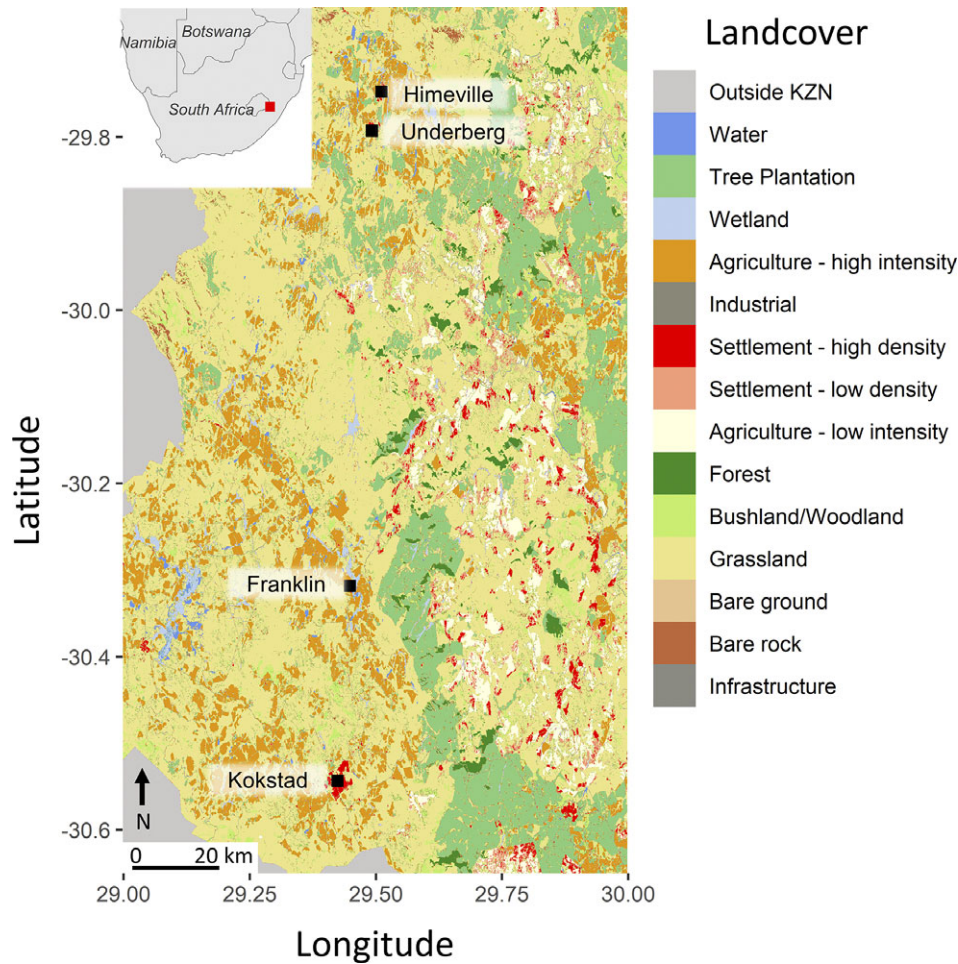 Namibia
Botswana
South Africa
Himeville
Underberg
Franklin
Kokstad
N
0 20 km
-29.8
-30.0
-30.2
-30.4
-30.6
29.00 29.25 29.50 29.75 30.00
Latitude
Longitude
Landcover
Outside KZN
Water
Tree Plantation
Wetland
Agriculture - high intensity
Industrial
Settlement - high density
Settlement - low density
Agriculture - low intensity
Forest
Bushland/Woodland
Grassland
Bare ground
Bare rock
Infrastructure